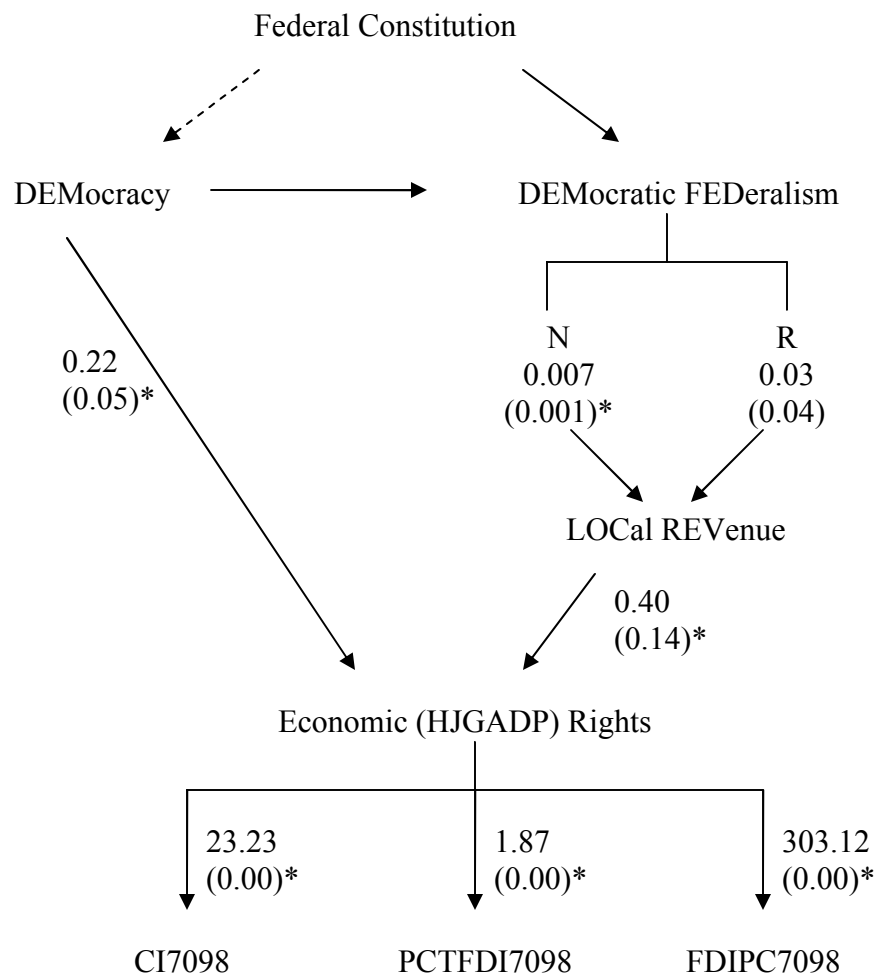 Federal Constitution
DEMocracy
DEMocratic FEDeralism
N
R
0.22
(0.05)*
0.007
(0.001)*
0.03
(0.04)
LOCal REVenue
0.40
(0.14)*
Economic (HJGADP) Rights
23.23
(0.00)*
1.87
(0.00)*
303.12
(0.00)*
CI7098
PCTFDI7098
FDIPC7098